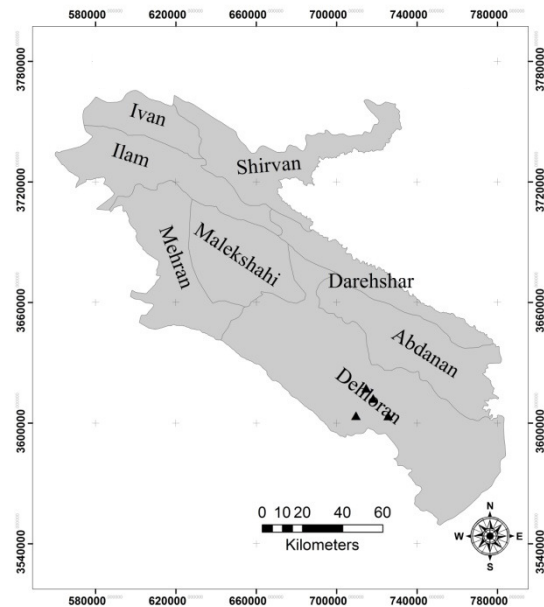 580000 620000 660000 700000 740000 780000
3780000 3780000
Ivan
Ilam
Shirvan
3720000 3720000
Mehran
Malekshahi
Darehshar
3660000 3660000
Abdanan
Dehloran
3600000 3600000
0 10 20 40 60
Kilometers
N
W E
S
3540000 3540000
580000 620000 660000 700000 740000 780000